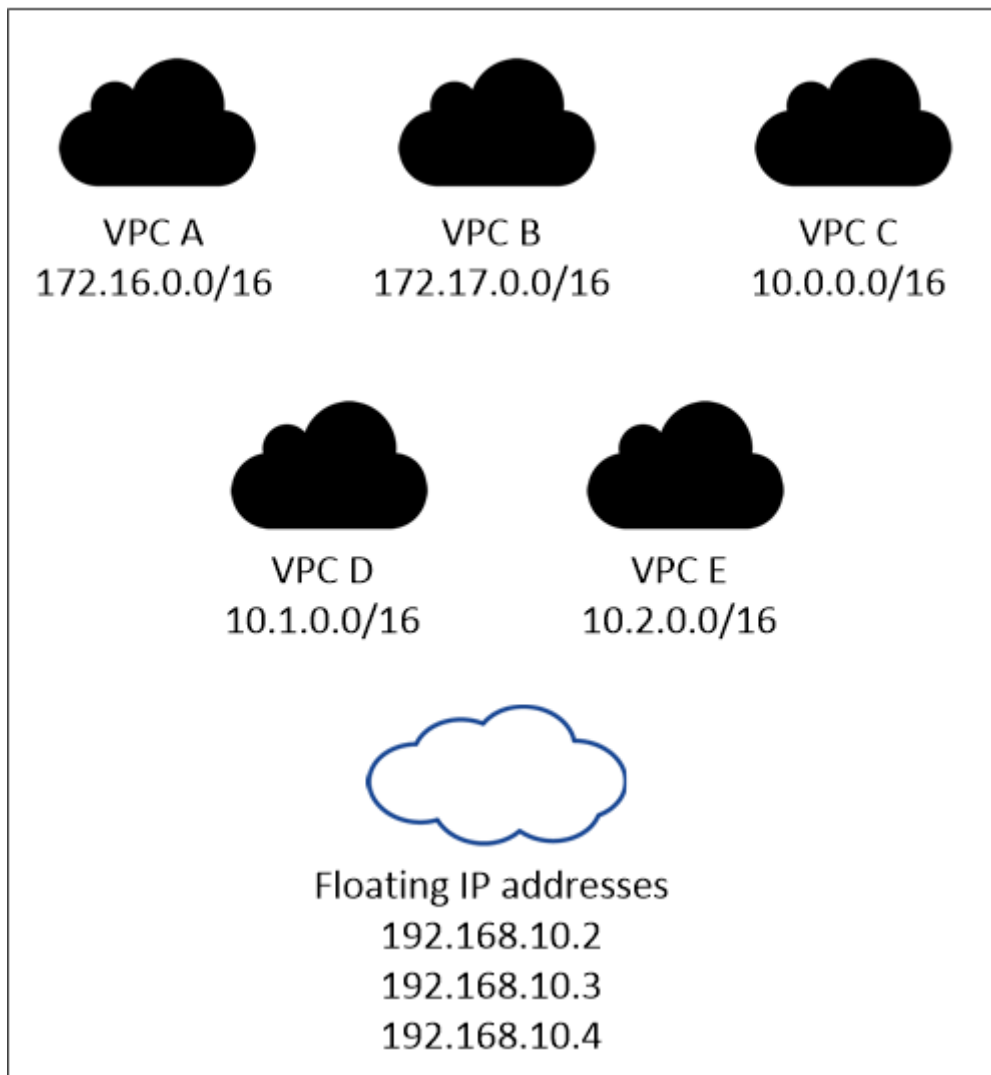 VPC A
172.16.0.0/16
VPC B
172.17.0.0/16
VPC C
10.0.0.0/16
VPC D
10.1.0.0/16
VPC E
10.2.0.0/16
Floating IP addresses
192.168.10.2
192.168.10.3
192.168.10.4